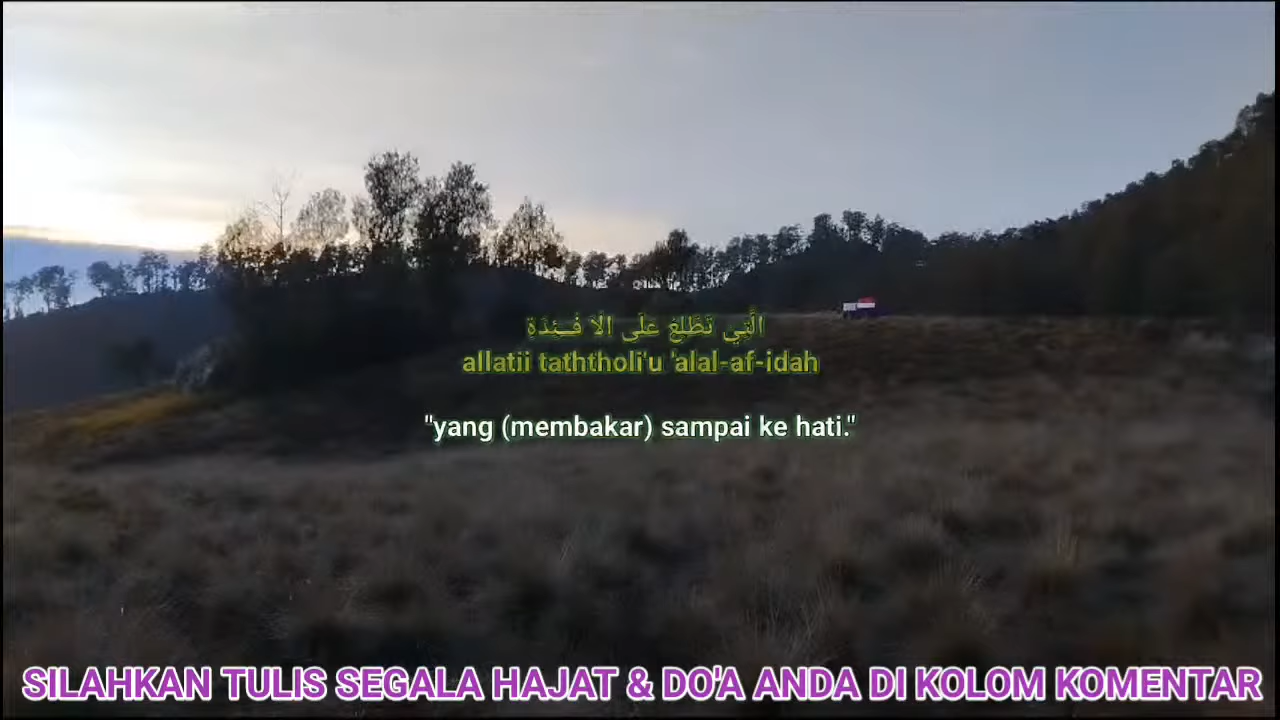 الَّتِيْ تَطَّلِعُ عَلَى الْاَ فْــئِدَةِ
allatii taththoli'u 'alal-af-idah
"yang (membakar) sampai ke hati."
SILAHKAN TULIS SEGALA HAJAT & DO'A ANDA DI KOLOM KOMENTAR